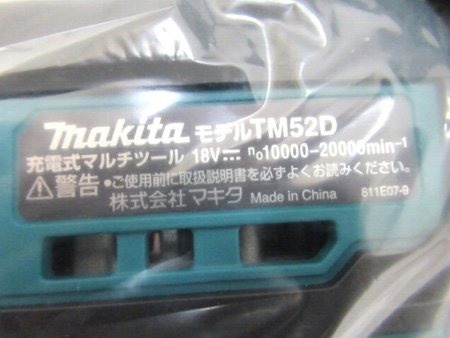 makita モデルTM52D
充電式マルチツール 18V⎓ n₀10000-20000min⁻¹
⚠警告 •ご使用前に取扱説明書を必ずよくお読みください。
株式会社マキタ Made in China 811E07-9